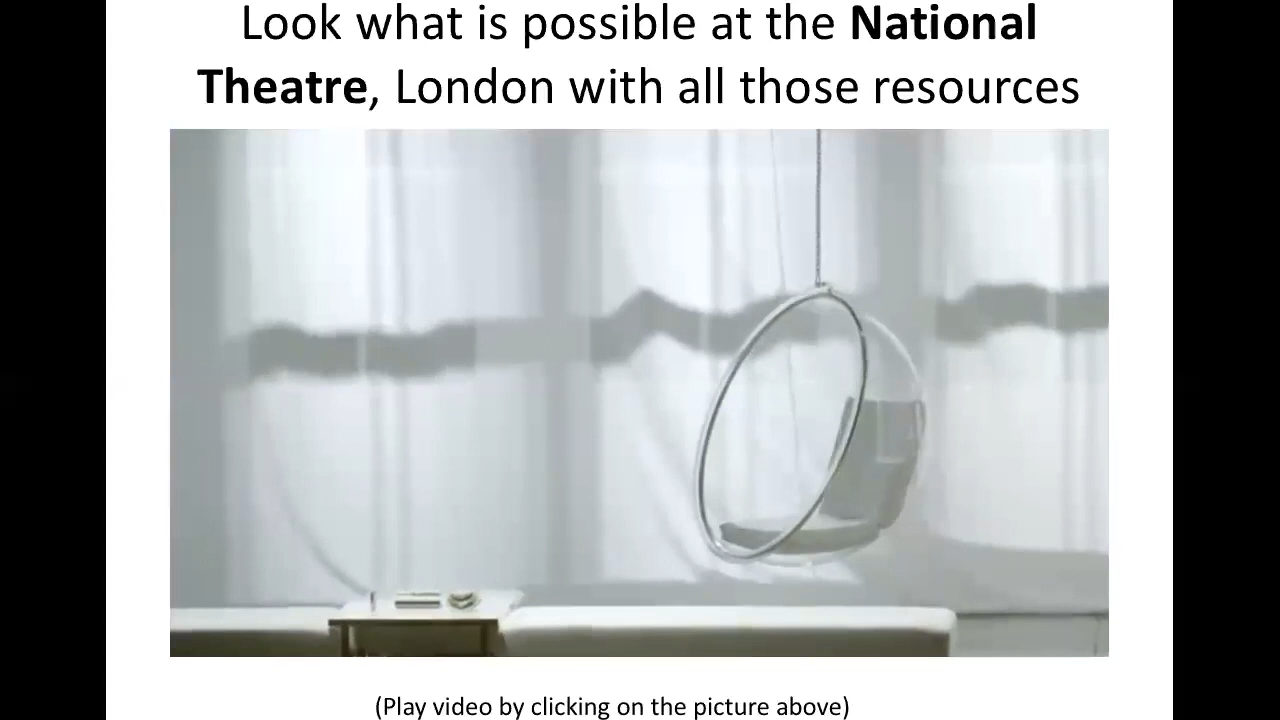 Look what is possible at the National
Theatre, London with all those resources
(Play video by clicking on the picture above)